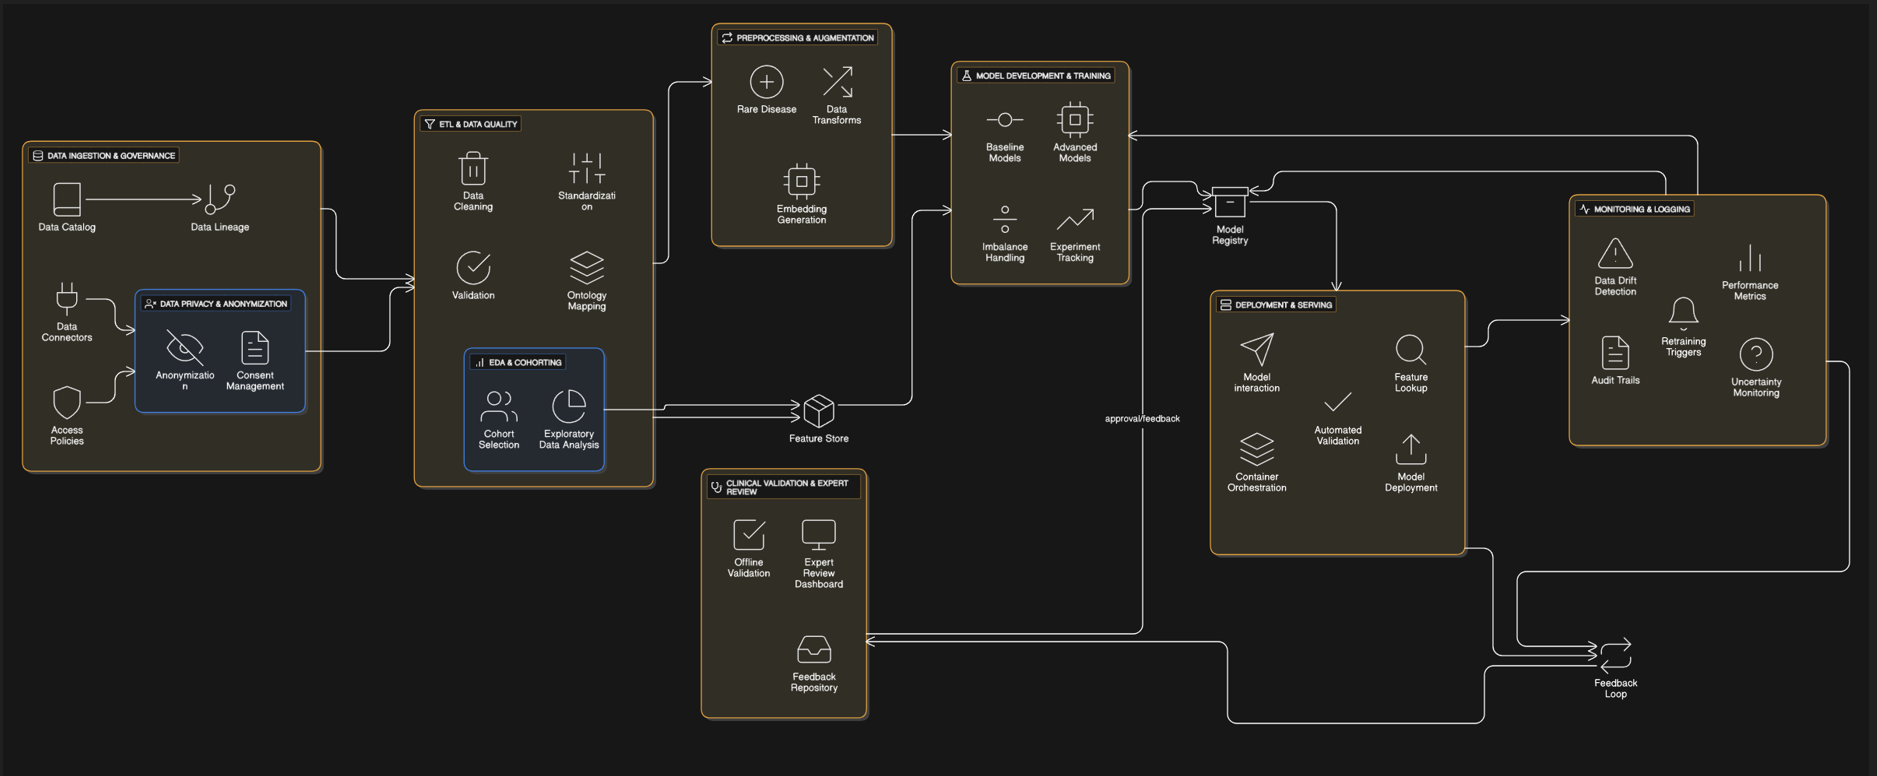 DATA INGESTION & GOVERNANCE
Data Catalog
Data Lineage
Data
Connectors
Access
Policies
DATA PRIVACY & ANONYMIZATION
Anonymizatio
n
Consent
Management
ETL & DATA QUALITY
Data
Cleaning
Standardizati
on
Validation
Ontology
Mapping
EDA & COHORTING
Cohort
Selection
Exploratory
Data Analysis
PREPROCESSING & AUGMENTATION
Rare Disease
Data
Transforms
Embedding
Generation
Feature Store
CLINICAL VALIDATION & EXPERT
REVIEW
Offline
Validation
Expert
Review
Dashboard
Feedback
Repository
MODEL DEVELOPMENT & TRAINING
Baseline
Models
Advanced
Models
Imbalance
Handling
Experiment
Tracking
approval/feedback
Model
Registry
DEPLOYMENT & SERVING
Model
interaction
Feature
Lookup
Automated
Validation
Container
Orchestration
Model
Deployment
MONITORING & LOGGING
Data Drift
Detection
Performance
Metrics
Retraining
Triggers
Audit Trails
Uncertainty
Monitoring
Feedback
Loop